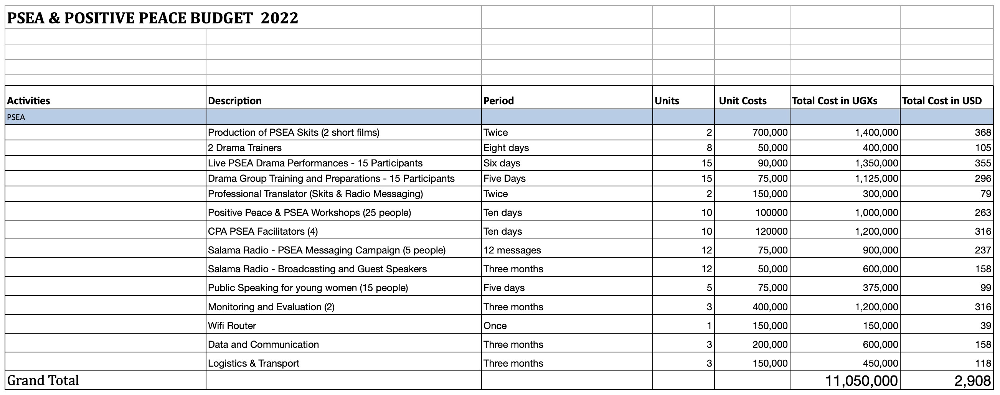 PSEA & POSITIVE PEACE BUDGET  2022
Activities Description Period Units Unit Costs Total Cost in UGXs Total Cost in USD
PSEA
Production of PSEA Skits (2 short films) Twice 2 700,000 1,400,000 368
2 Drama Trainers Eight days 8 50,000 400,000 105
Live PSEA Drama Performances - 15 Participants Six days 15 90,000 1,350,000 355
Drama Group Training and Preparations - 15 Participants Five Days 15 75,000 1,125,000 296
Professional Translator (Skits & Radio Messaging) Twice 2 150,000 300,000 79
Positive Peace & PSEA Workshops (25 people) Ten days 10 100000 1,000,000 263
CPA PSEA Facilitators (4) Ten days 10 120000 1,200,000 316
Salama Radio - PSEA Messaging Campaign (5 people) 12 messages 12 75,000 900,000 237
Salama Radio - Broadcasting and Guest Speakers Three months 12 50,000 600,000 158
Public Speaking for young women (15 people) Five days 5 75,000 375,000 99
Monitoring and Evaluation (2) Three months 3 400,000 1,200,000 316
Wifi Router Once 1 150,000 150,000 39
Data and Communication Three months 3 200,000 600,000 158
Logistics & Transport Three months 3 150,000 450,000 118
Grand Total 11,050,000 2,908